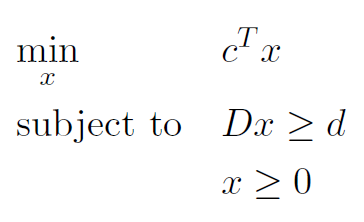 min c^T x
x
subject to Dx ≥ d
x ≥ 0